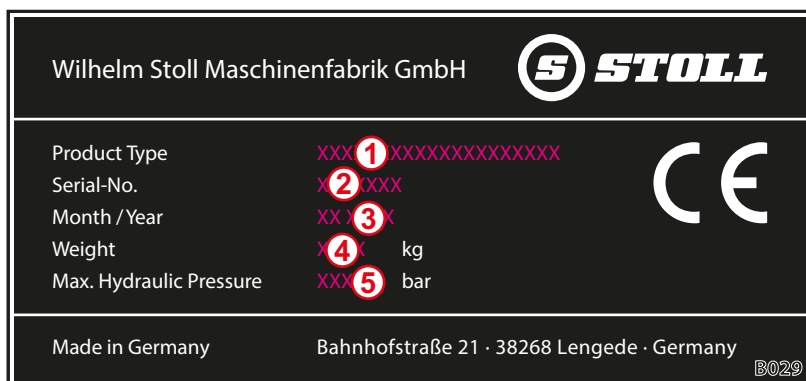 Wilhelm Stoll Maschinenfabrik GmbH S STOLL
Product Type XXX 1 XXXXXXXXXXXXXX
Serial-No. X 2 XXXX
Month / Year XX X 3 X
Weight X 4 X kg
Max. Hydraulic Pressure XXX 5 bar
CE
Made in Germany Bahnhofstraße 21 · 38268 Lengede · Germany
B029